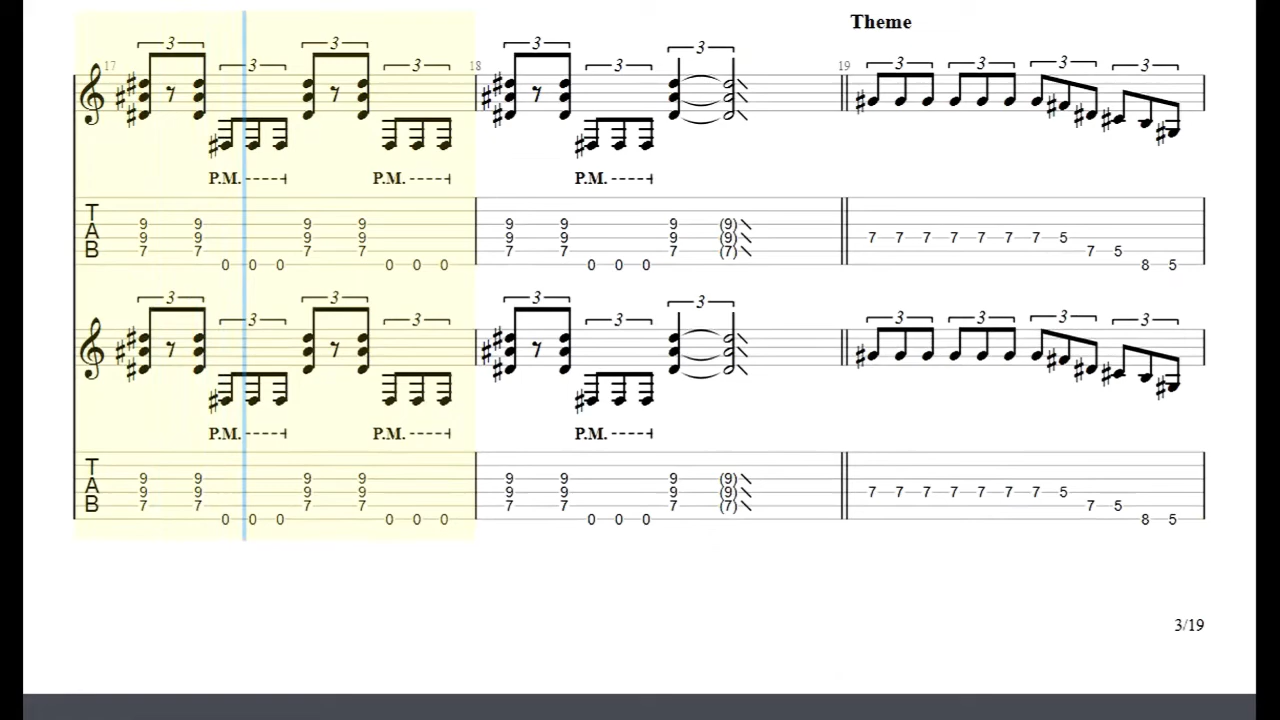 Theme
3 3 3 3 3 3 3 3 3 3 3
17 18 19
P.M. P.M. P.M.
T
A
B
9 9 9 9 9 9 9 (9)
9 9 9 9 9 9 9 (9) 7 7 7 7 7 7 7 5
7 7 7 7 7 7 7 (7) 7 5
0 0 0 0 0 0 0 0 0 8 5
3 3 3 3 3 3 3 3 3 3 3
P.M. P.M. P.M.
T
A
B
9 9 9 9 9 9 9 (9)
9 9 9 9 9 9 9 (9) 7 7 7 7 7 7 7 5
7 7 7 7 7 7 7 (7) 7 5
0 0 0 0 0 0 0 0 0 8 5
3/19